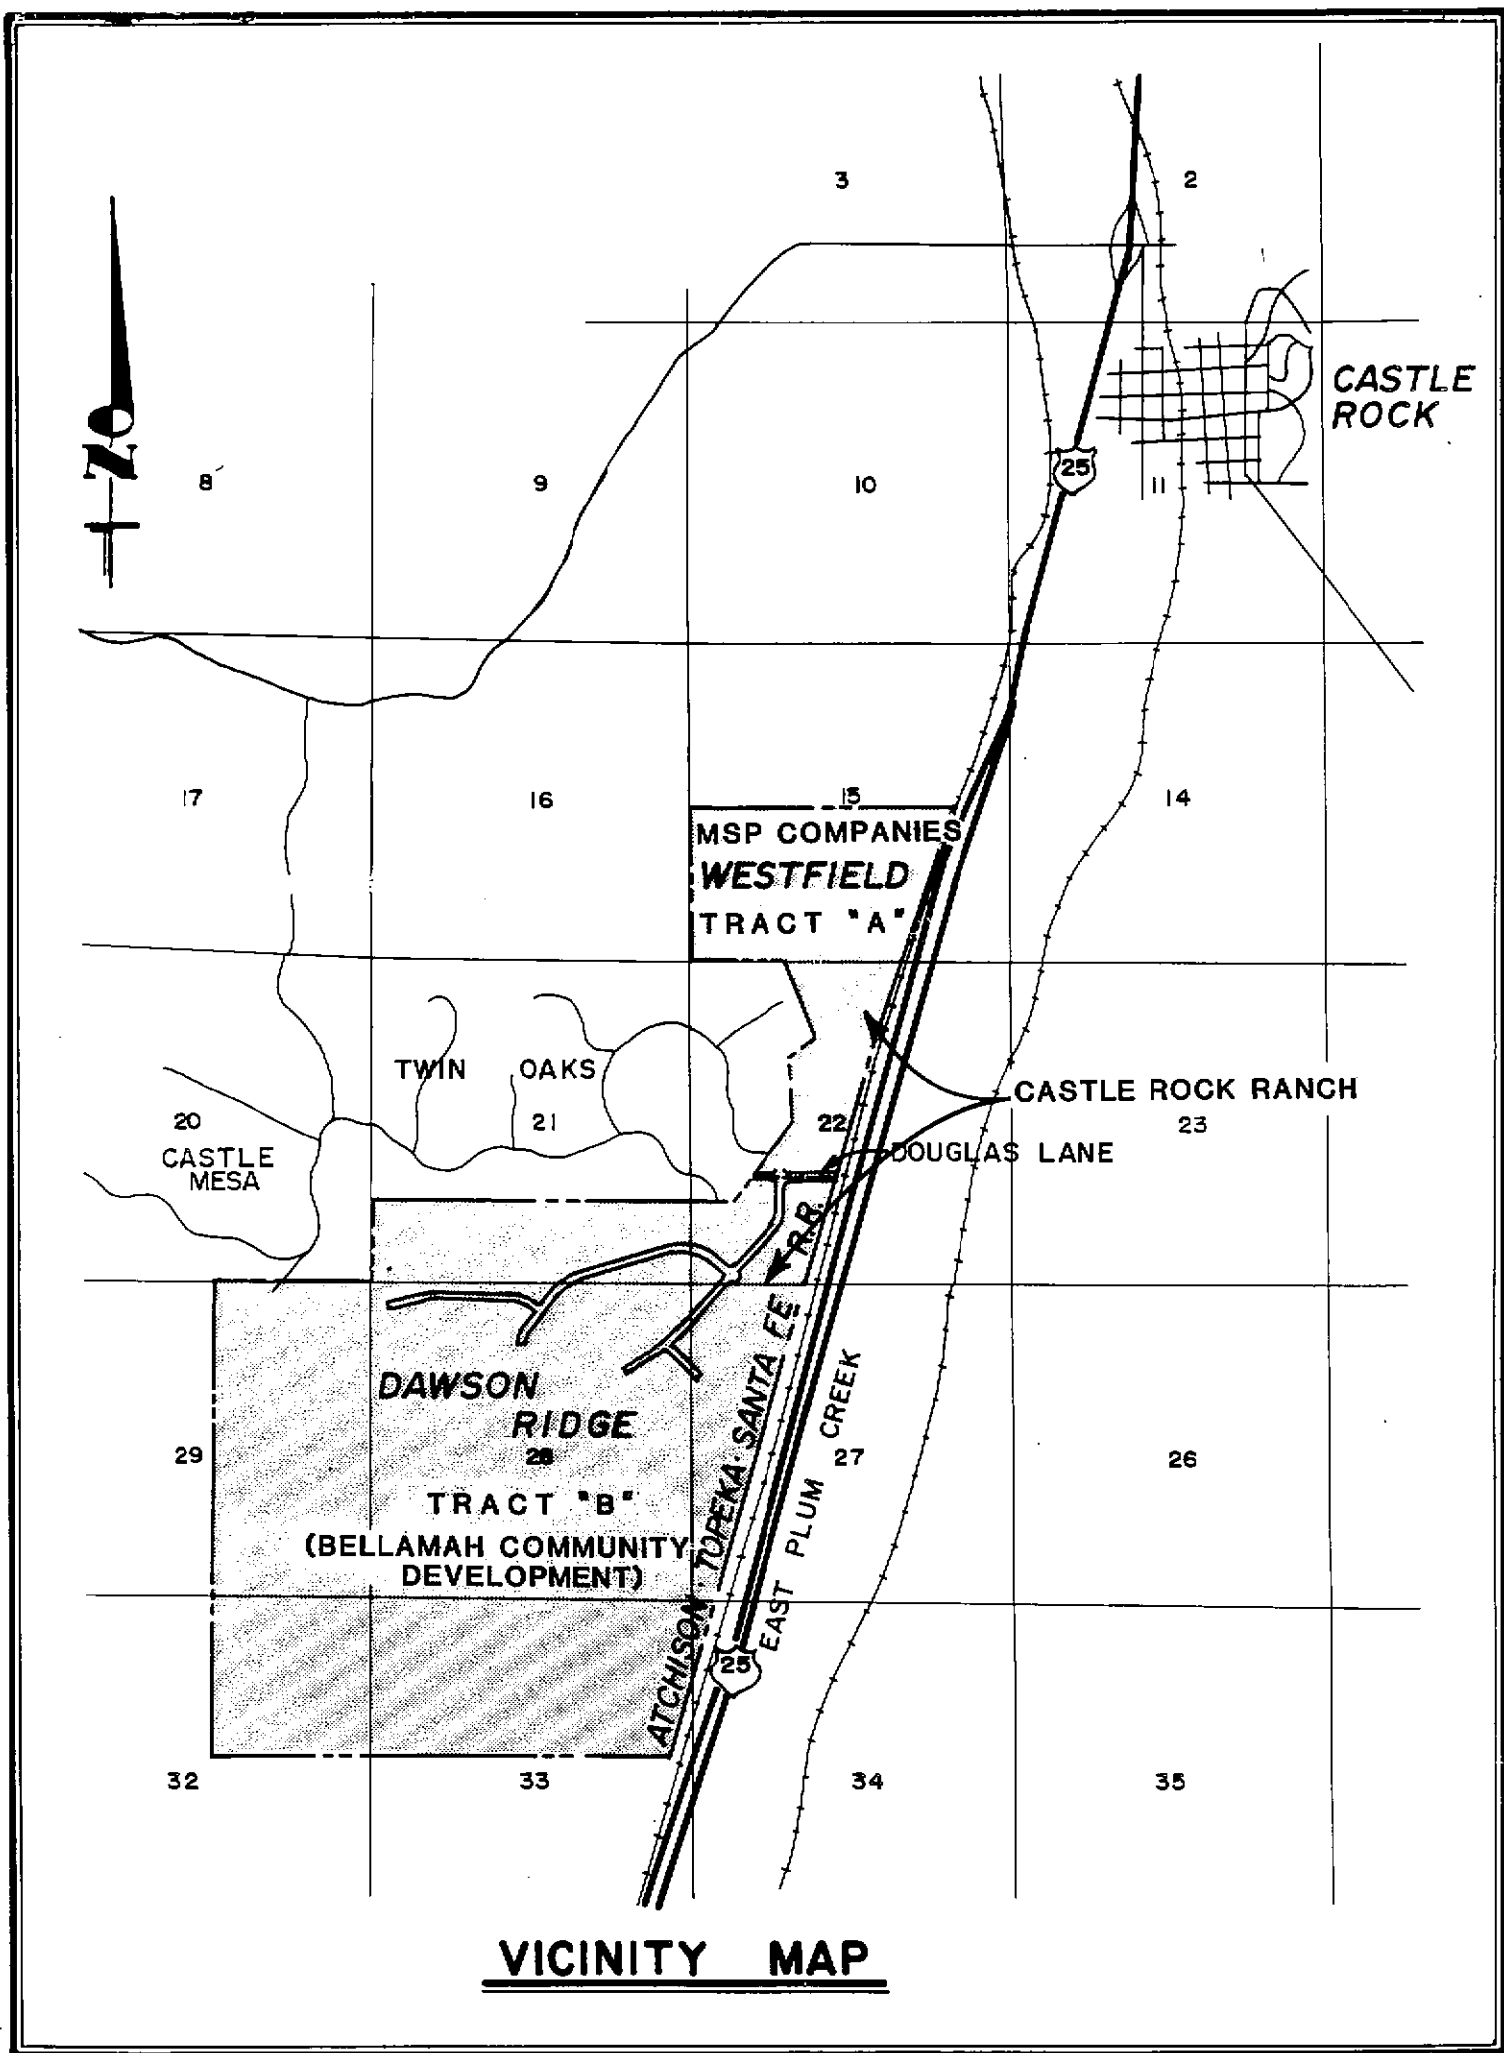 3
2
CASTLE
ROCK
N
25
8
9
10
11
17
16
15
14
MSP COMPANIES
WESTFIELD
TRACT "A"
TWIN OAKS
CASTLE ROCK RANCH
20
21
22
23
CASTLE
MESA
DOUGLAS LANE
ATCHISON TOPEKA SANTA FE R.R.
EAST PLUM CREEK
DAWSON
RIDGE
29
28
27
26
TRACT "B"
(BELLAMAH COMMUNITY
DEVELOPMENT)
25
32
33
34
35
VICINITY MAP